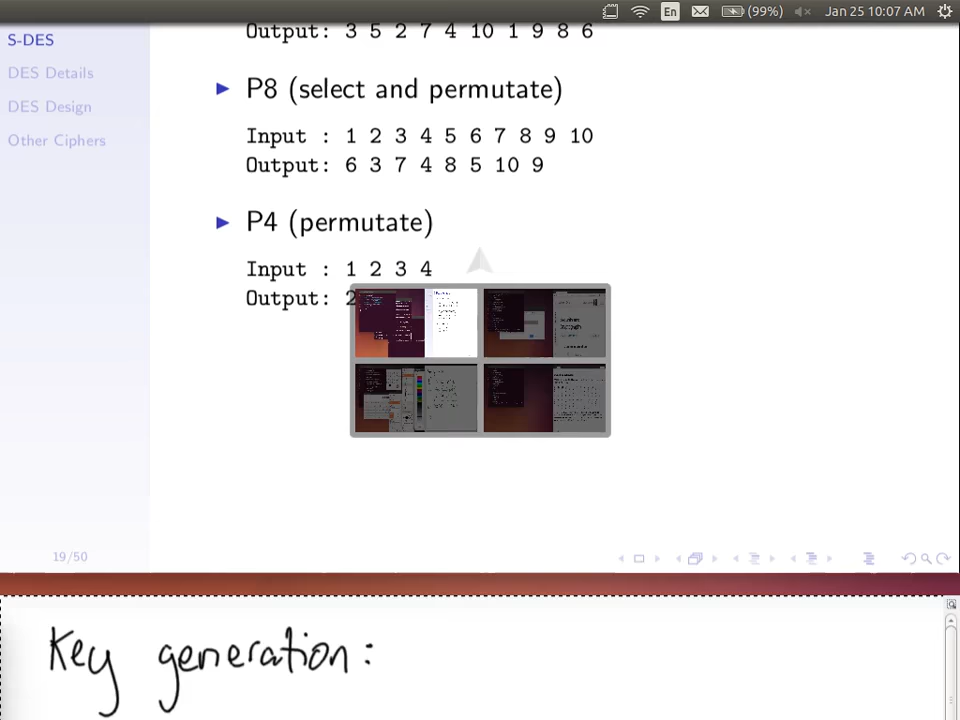 En (99%) Jan 25 10:07 AM
S-DES
DES Details
DES Design
Other Ciphers
Output: 3 5 2 7 4 10 1 9 8 6
P8 (select and permutate)
Input : 1 2 3 4 5 6 7 8 9 10
Output: 6 3 7 4 8 5 10 9
P4 (permutate)
Input : 1 2 3 4
Output: 2
19/50
Key generation: